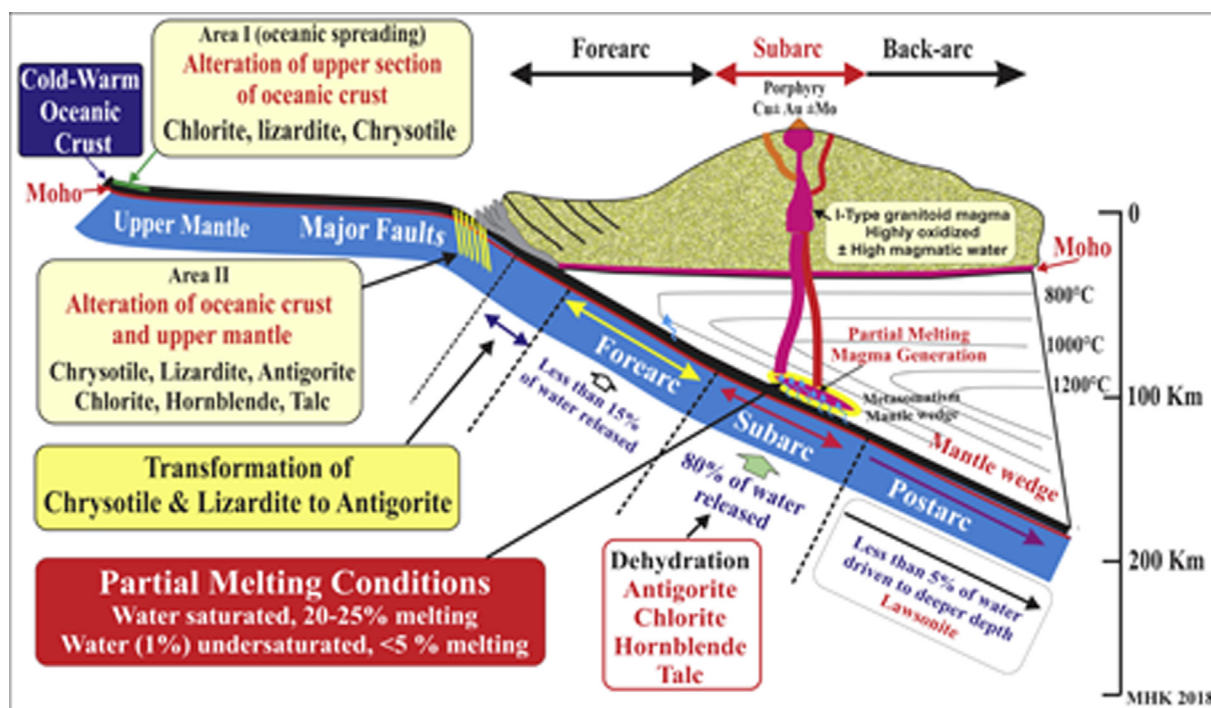 Cold-Warm
Oceanic
Crust
Area I (oceanic spreading)
Alteration of upper section
of oceanic crust
Chlorite, lizardite, Chrysotile
Forearc
Subarc
Back-arc
Porphyry
Cu± Au ±Mo
Moho
Upper Mantle
Major Faults
I-Type granitoid magma
Highly oxidized
± High magmatic water
0
Moho
Area II
Alteration of oceanic crust
and upper mantle
Chrysotile, Lizardite, Antigorite
Chlorite, Hornblende, Talc
800°C
1000°C
1200°C
Partial Melting
Magma Generation
100 Km
Metasomatism
Mantle wedge
Forearc
Less than 15%
of water released
Subarc
Mantle wedge
Transformation of
Chrysotile & Lizardite to Antigorite
80% of water
released
Postarc
200 Km
Partial Melting Conditions
Water saturated, 20-25% melting
Water (1%) undersaturated, <5 % melting
Dehydration
Antigorite
Chlorite
Hornblende
Talc
Less than 5% of water
driven to deeper depth
Lawsonite
MHK 2018